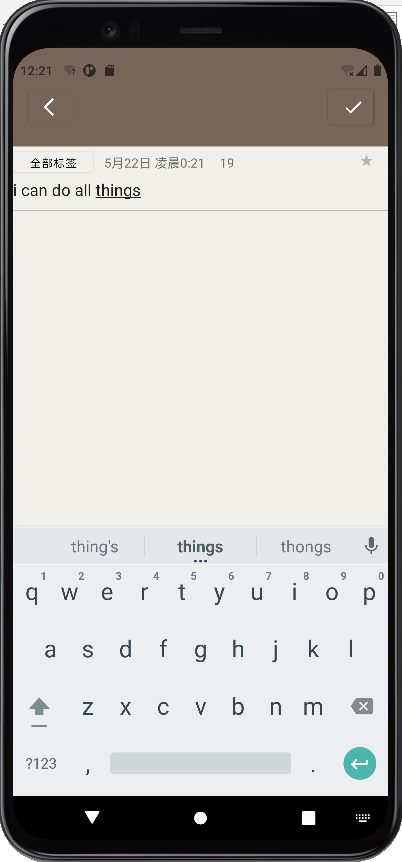 12:21
全部标签 5月22日 凌晨0:21 19
i can do all things
thing's things thongs
1 2 3 4 5 6 7 8 9 0
q w e r t y u i o p
a s d f g h j k l
z x c v b n m
?123 , .